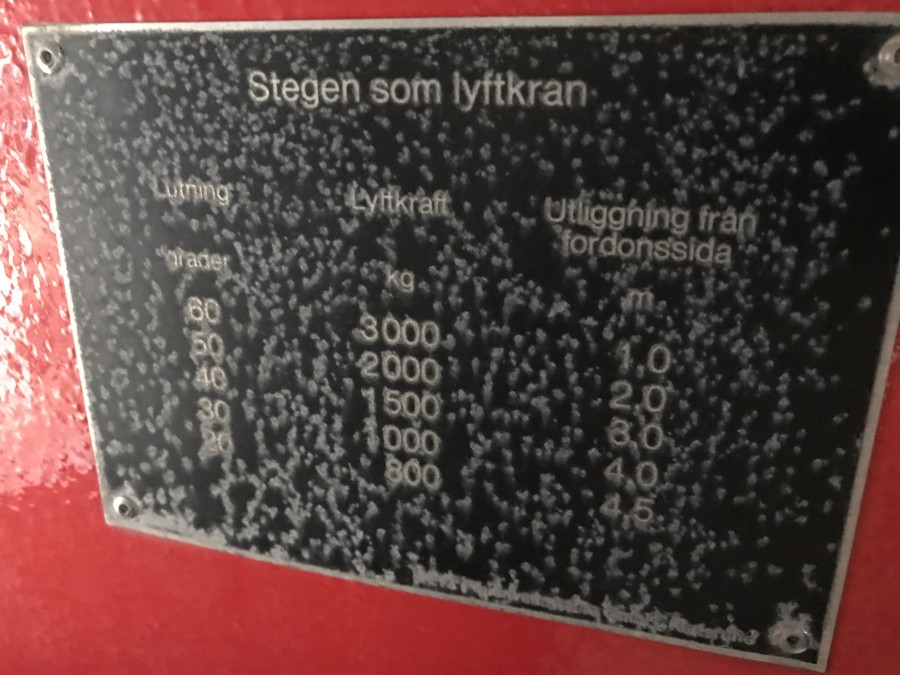 Stegen som lyftkran
Lutning Lyftkraft Utliggning från
fordonssida
grader kg m
60 3000 1,0
50 2000 2,0
40 1500 3,0
30 1000 4,0
20 800 4,5